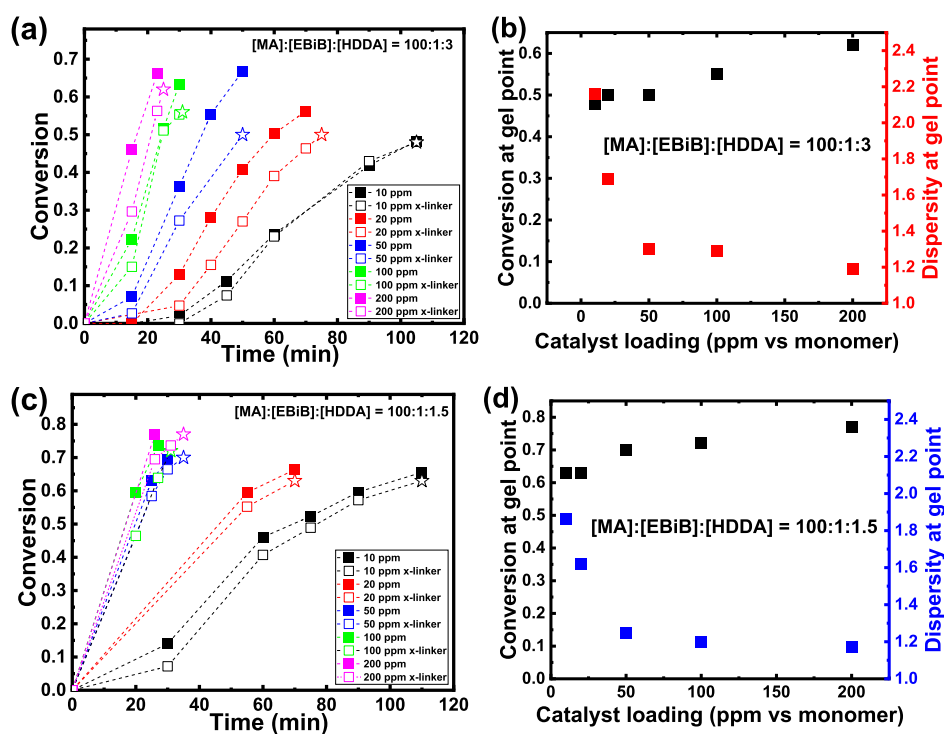 (a)
[MA]:[EBiB]:[HDDA] = 100:1:3
Conversion
0.7
0.6
0.5
0.4
0.3
0.2
0.1
0.0
10 ppm
10 ppm x-linker
20 ppm
20 ppm x-linker
50 ppm
50 ppm x-linker
100 ppm
100 ppm x-linker
200 ppm
200 ppm x-linker
0 20 40 60 80 100 120
Time (min)
(b)
Conversion at gel point
0.6
0.5
0.4
0.3
0.2
0.1
0.0
[MA]:[EBiB]:[HDDA] = 100:1:3
2.4
2.2
2.0
1.8
1.6
1.4
1.2
1.0
Dispersity at gel point
0 50 100 150 200
Catalyst loading (ppm vs monomer)
(c)
[MA]:[EBiB]:[HDDA] = 100:1:1.5
Conversion
0.8
0.7
0.6
0.5
0.4
0.3
0.2
0.1
0.0
10 ppm
10 ppm x-linker
20 ppm
20 ppm x-linker
50 ppm
50 ppm x-linker
100 ppm
100 ppm x-linker
200 ppm
200 ppm x-linker
0 10 20 30 40 50 60 70 80 90 100 110 120
Time (min)
(d)
Conversion at gel point
0.8
0.7
0.6
0.5
0.4
0.3
0.2
0.1
0.0
[MA]:[EBiB]:[HDDA] = 100:1:1.5
2.4
2.2
2.0
1.8
1.6
1.4
1.2
1.0
Dispersity at gel point
50 100 150 200
Catalyst loading (ppm vs monomer)